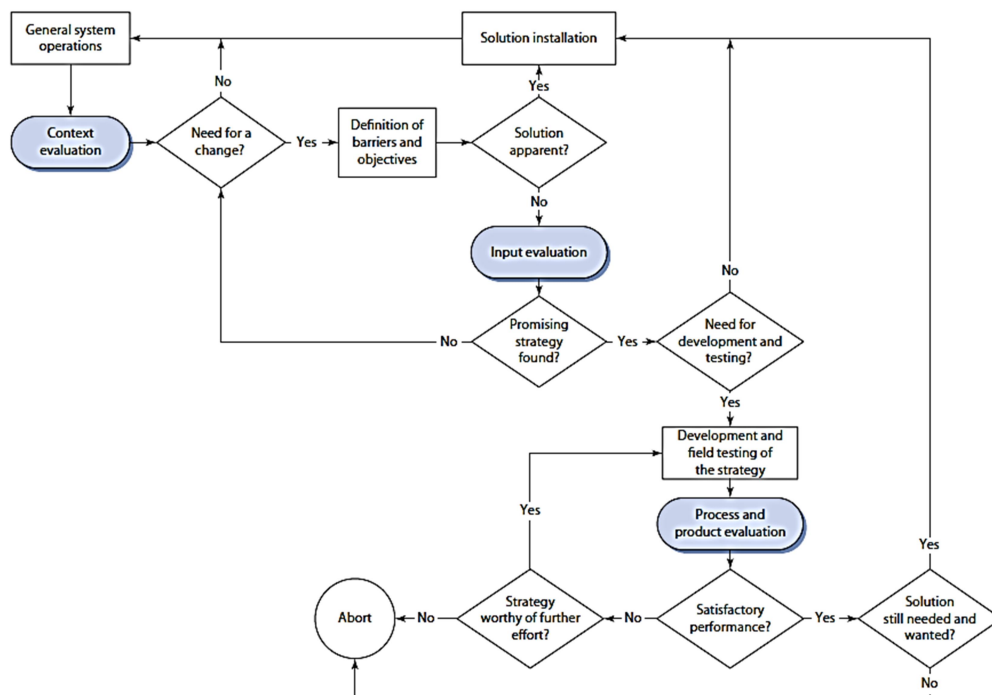 General system
operations
Solution installation
No
Yes
Context
evaluation
Need for a
change?
Yes
Definition of
barriers and
objectives
Solution
apparent?
No
Input evaluation
No
No
Promising
strategy
found?
Yes
Need for
development and
testing?
Yes
Development and
field testing of
the strategy
Yes
Process and
product evaluation
Yes
Abort
No
Strategy
worthy of further
effort?
No
Satisfactory
performance?
Yes
Solution
still needed and
wanted?
No